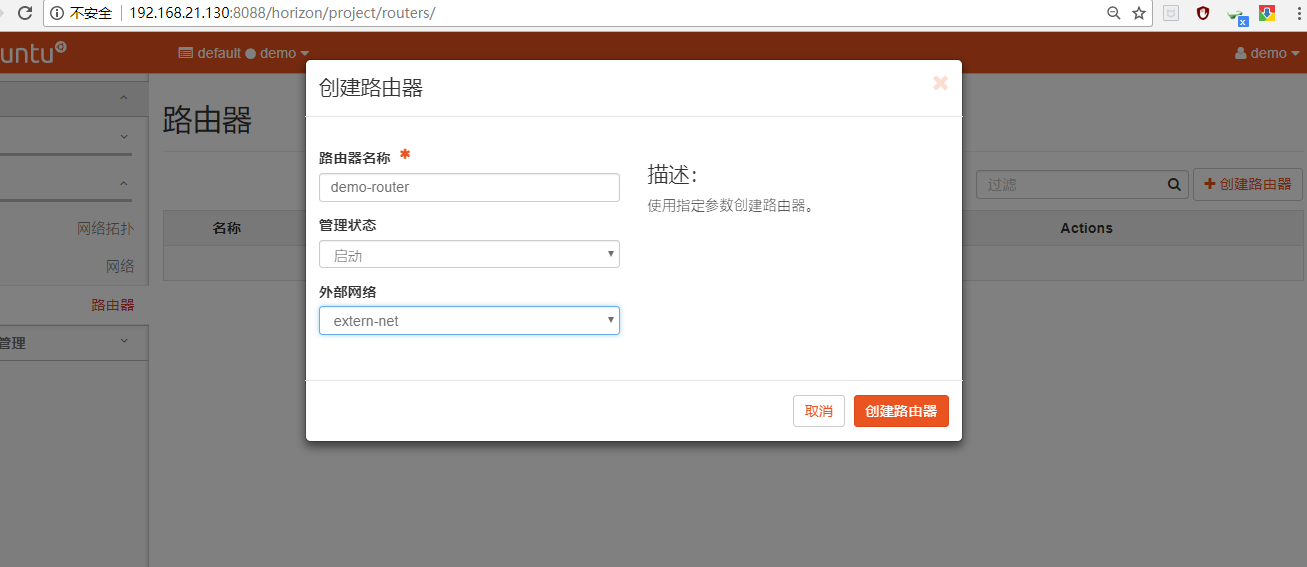 不安全 192.168.21.130:8088/horizon/project/routers/
untu
default demo
demo
创建路由器
路由器
路由器名称 *
demo-router
描述:
使用指定参数创建路由器。
过滤
创建路由器
管理状态
启动
名称
Actions
网络拓扑
网络
外部网络
extern-net
路由器
管理
取消
创建路由器